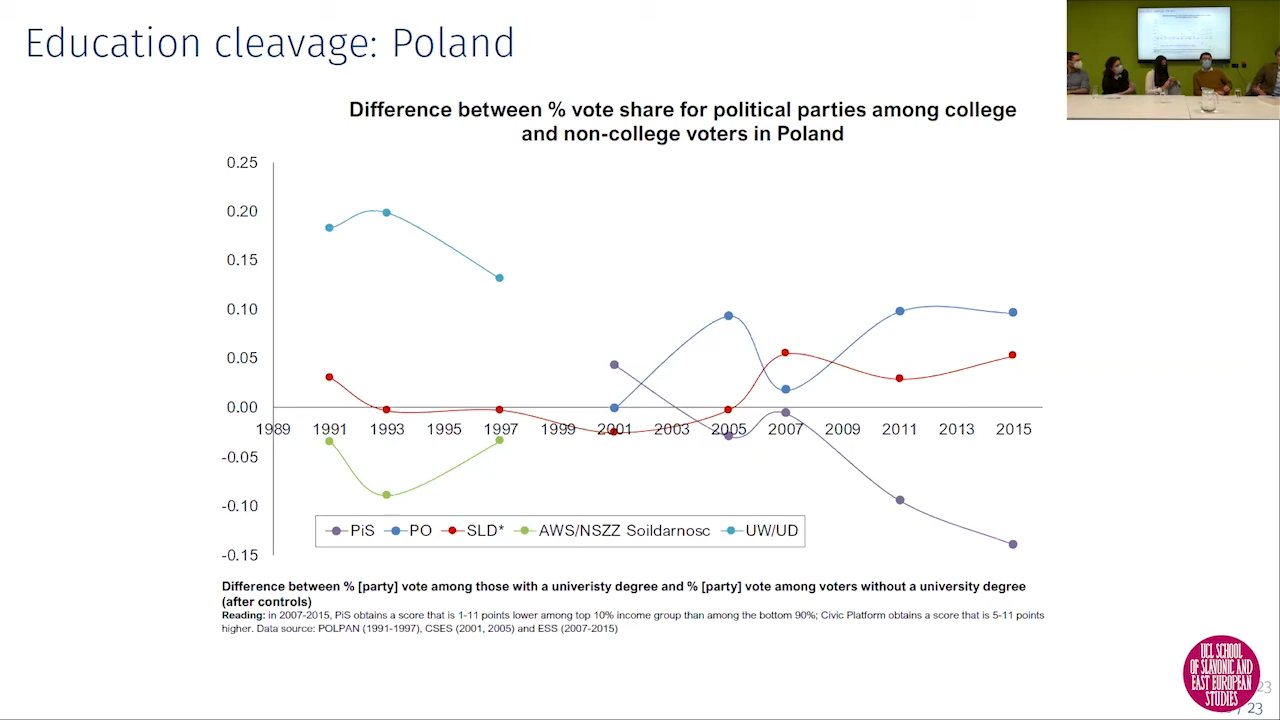 Education cleavage: Poland
Difference between % vote share for political parties among college
and non-college voters in Poland
0.25
0.20
0.15
0.10
0.05
0.00
1989 1991 1993 1995 1997 1999 2001 2003 2005 2007 2009 2011 2013 2015
-0.05
-0.10
PiS PO SLD* AWS/NSZZ Soildarnosc UW/UD
-0.15
Difference between % [party] vote among those with a univeristy degree and % [party] vote among voters without a university degree
(after controls)
Reading: in 2007-2015, PiS obtains a score that is 1-11 points lower among top 10% income group than among the bottom 90%; Civic Platform obtains a score that is 5-11 points
higher. Data source: POLPAN (1991-1997), CSES (2001, 2005) and ESS (2007-2015)
UCL SCHOOL
OF SLAVONIC AND
EAST EUROPEAN
STUDIES
23
/ 23